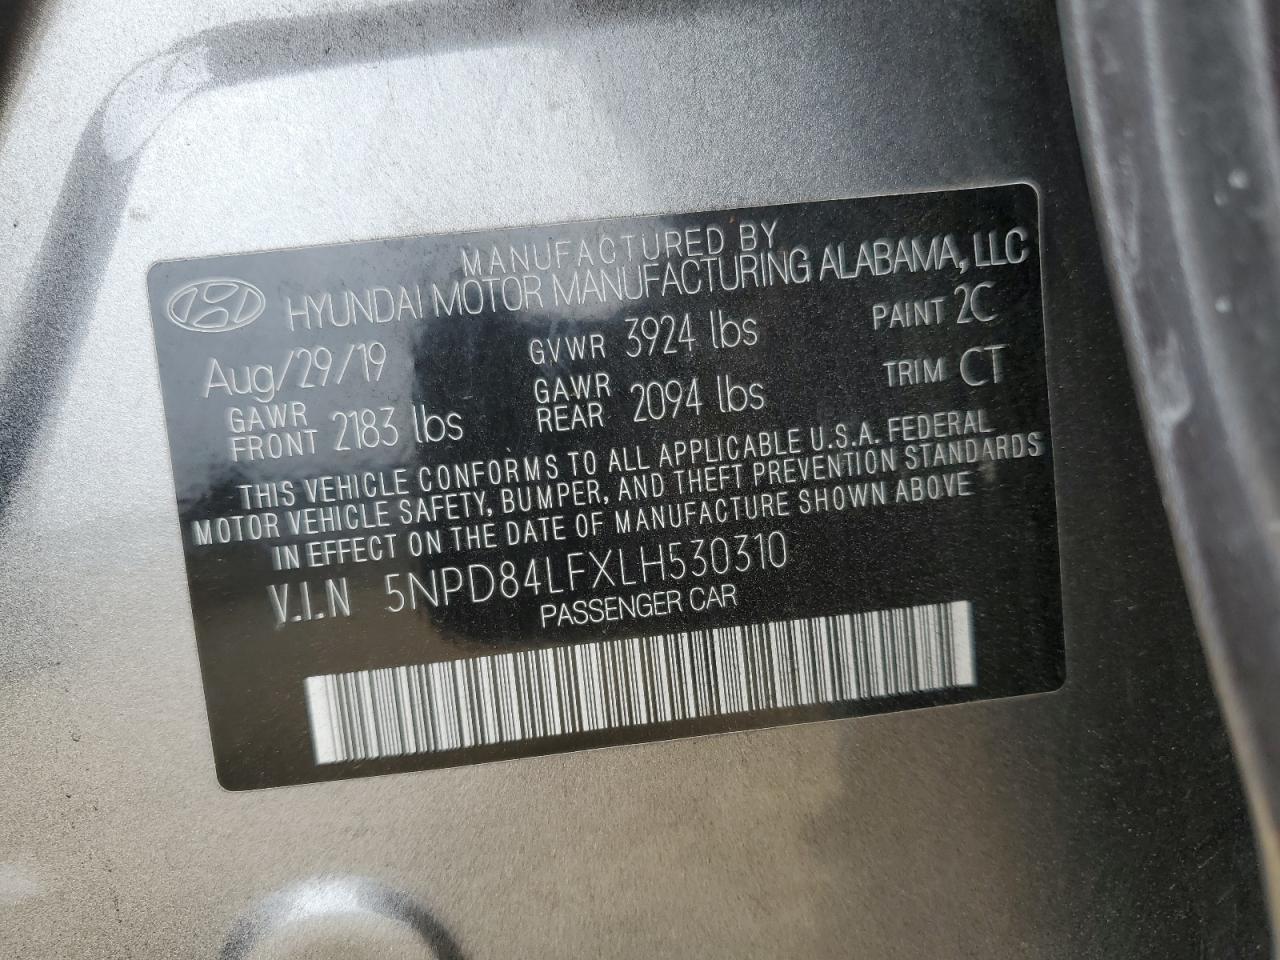 MANUFACTURED BY
HYUNDAI MOTOR MANUFACTURING ALABAMA, LLC
Aug/29/19 GVWR 3924 lbs PAINT 2C
GAWR FRONT 2183 lbs GAWR REAR 2094 lbs TRIM CT
THIS VEHICLE CONFORMS TO ALL APPLICABLE U.S.A. FEDERAL
MOTOR VEHICLE SAFETY, BUMPER, AND THEFT PREVENTION STANDARDS
IN EFFECT ON THE DATE OF MANUFACTURE SHOWN ABOVE
V.I.N 5NPD84LFXLH530310
PASSENGER CAR